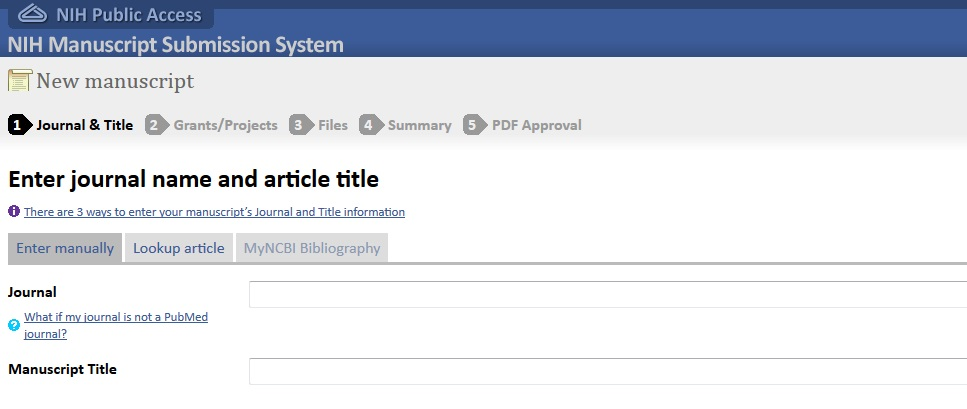 NIH Public Access
NIH Manuscript Submission System
New manuscript
1 Journal & Title 2 Grants/Projects 3 Files 4 Summary 5 PDF Approval
Enter journal name and article title
i There are 3 ways to enter your manuscript's Journal and Title information
Enter manually Lookup article MyNCBI Bibliography
Journal
? What if my journal is not a PubMed
journal?
Manuscript Title